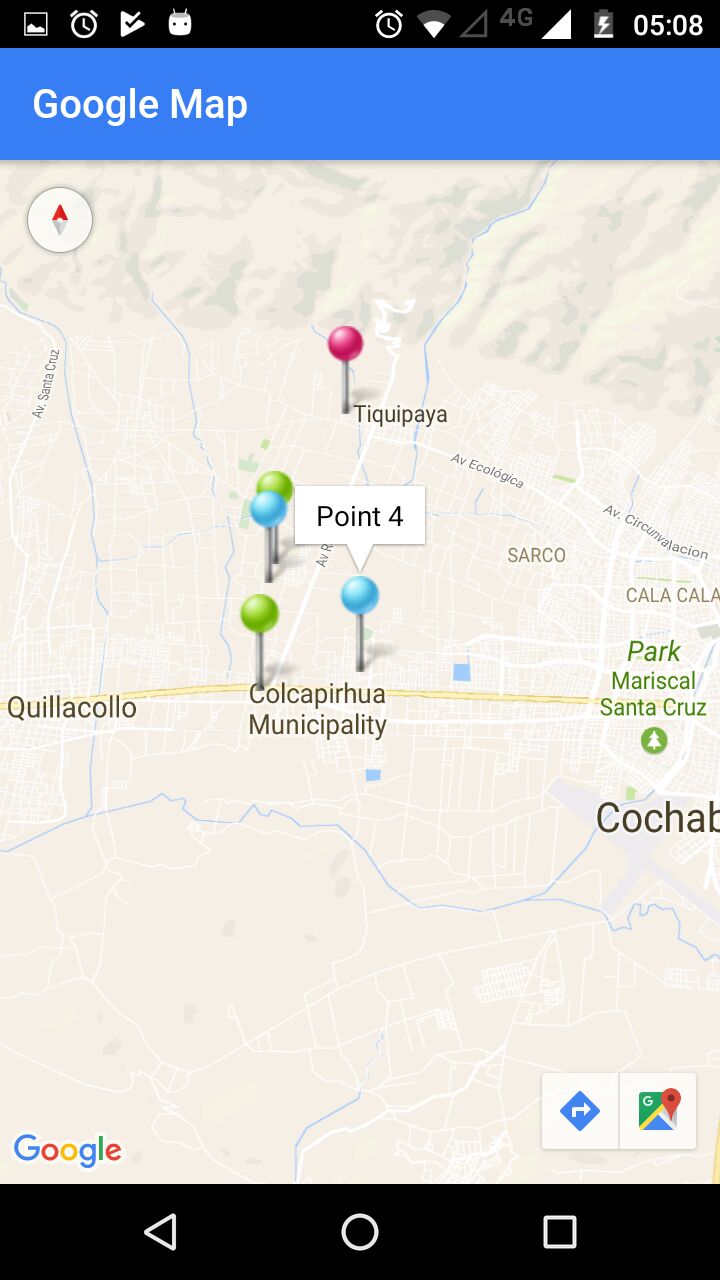 4G
05:08
Google Map
Av. Santa Cruz
Tiquipaya
Av Ecológica
Point 4
Av. Circunvalacion
Av R
SARCO
CALA CALA
Park
Mariscal
Santa Cruz
Quillacollo
Colcapirhua
Municipality
Cochab
G
Google